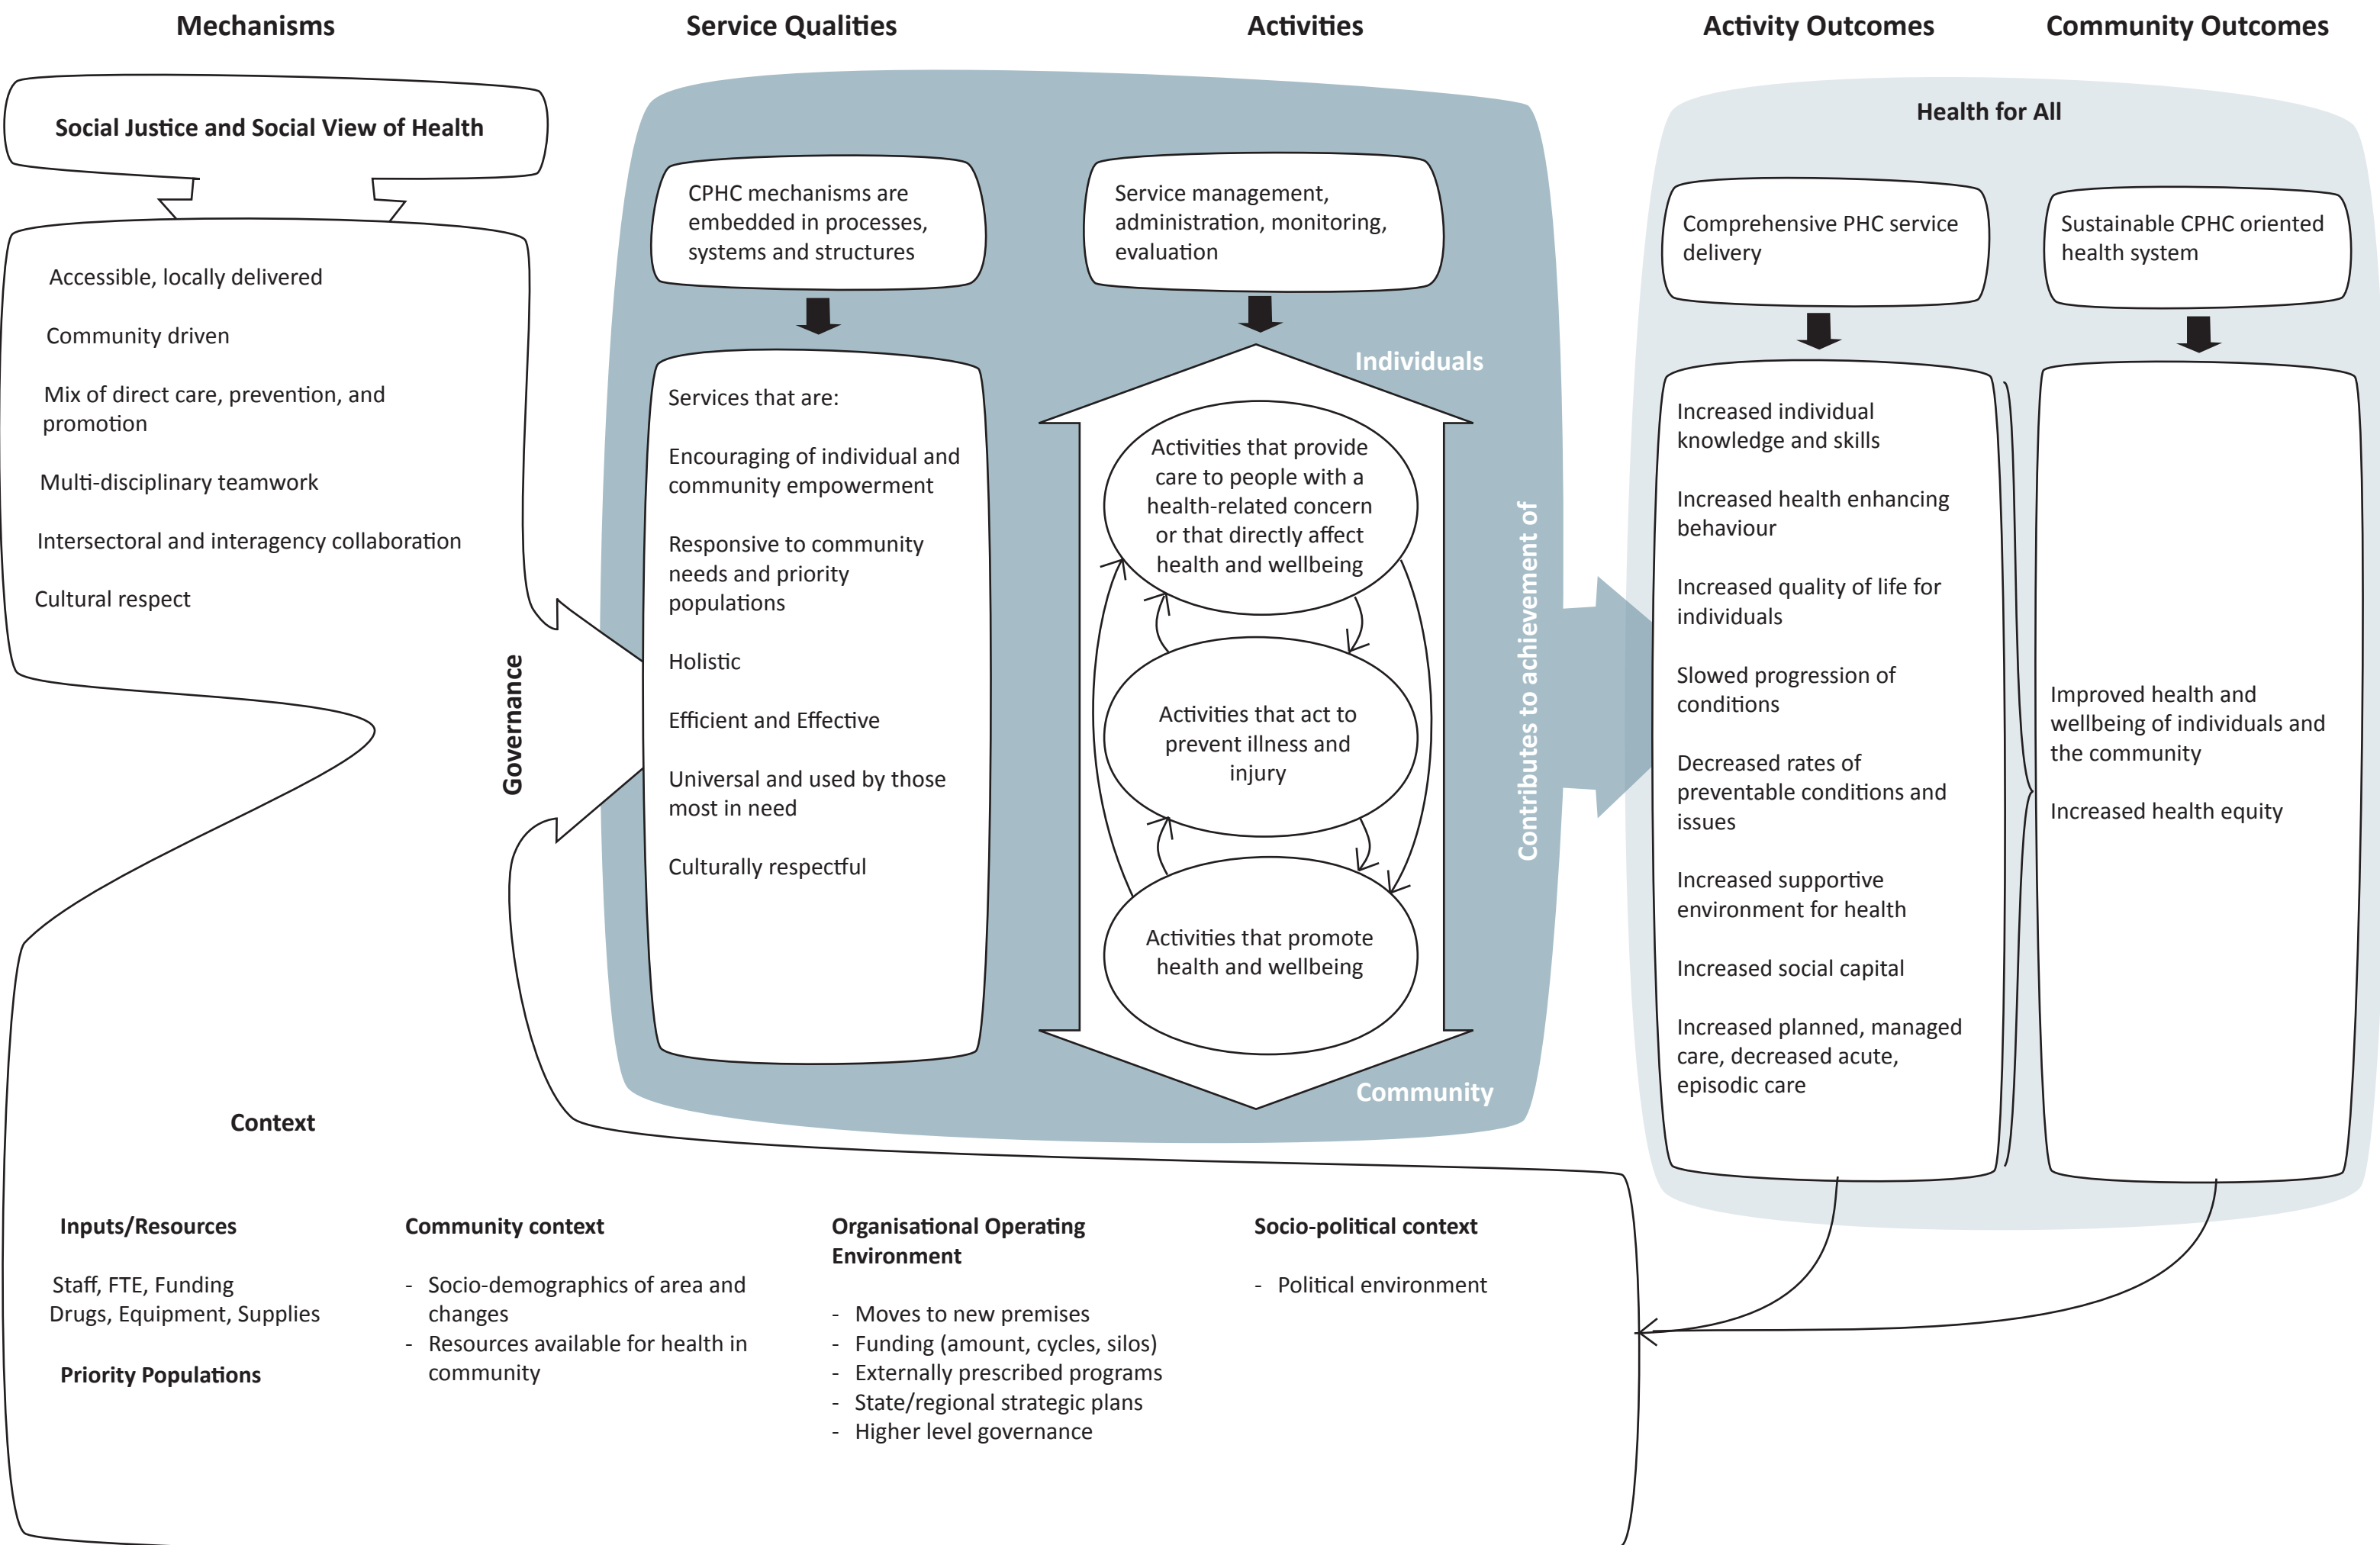 Mechanisms
Service Qualities
Activities
Activity Outcomes
Community Outcomes
Social Justice and Social View of Health
Accessible, locally delivered
Community driven
Mix of direct care, prevention, and
promotion
Multi-disciplinary teamwork
Intersectoral and interagency collaboration
Cultural respect
Governance
CPHC mechanisms are
embedded in processes,
systems and structures
Services that are:
Encouraging of individual and
community empowerment
Responsive to community
needs and priority
populations
Holistic
Efficient and Effective
Universal and used by those
most in need
Culturally respectful
Service management,
administration, monitoring,
evaluation
Individuals
Activities that provide
care to people with a
health-related concern
or that directly affect
health and wellbeing
Activities that act to
prevent illness and
injury
Activities that promote
health and wellbeing
Community
Contributes to achievement of
Health for All
Comprehensive PHC service
delivery
Increased individual
knowledge and skills
Increased health enhancing
behaviour
Increased quality of life for
individuals
Slowed progression of
conditions
Decreased rates of
preventable conditions and
issues
Increased supportive
environment for health
Increased social capital
Increased planned, managed
care, decreased acute,
episodic care
Sustainable CPHC oriented
health system
Improved health and
wellbeing of individuals and
the community
Increased health equity
Context
Inputs/Resources
Staff, FTE, Funding
Drugs, Equipment, Supplies
Priority Populations
Community context
- Socio-demographics of area and
changes
- Resources available for health in
community
Organisational Operating
Environment
- Moves to new premises
- Funding (amount, cycles, silos)
- Externally prescribed programs
- State/regional strategic plans
- Higher level governance
Socio-political context
- Political environment